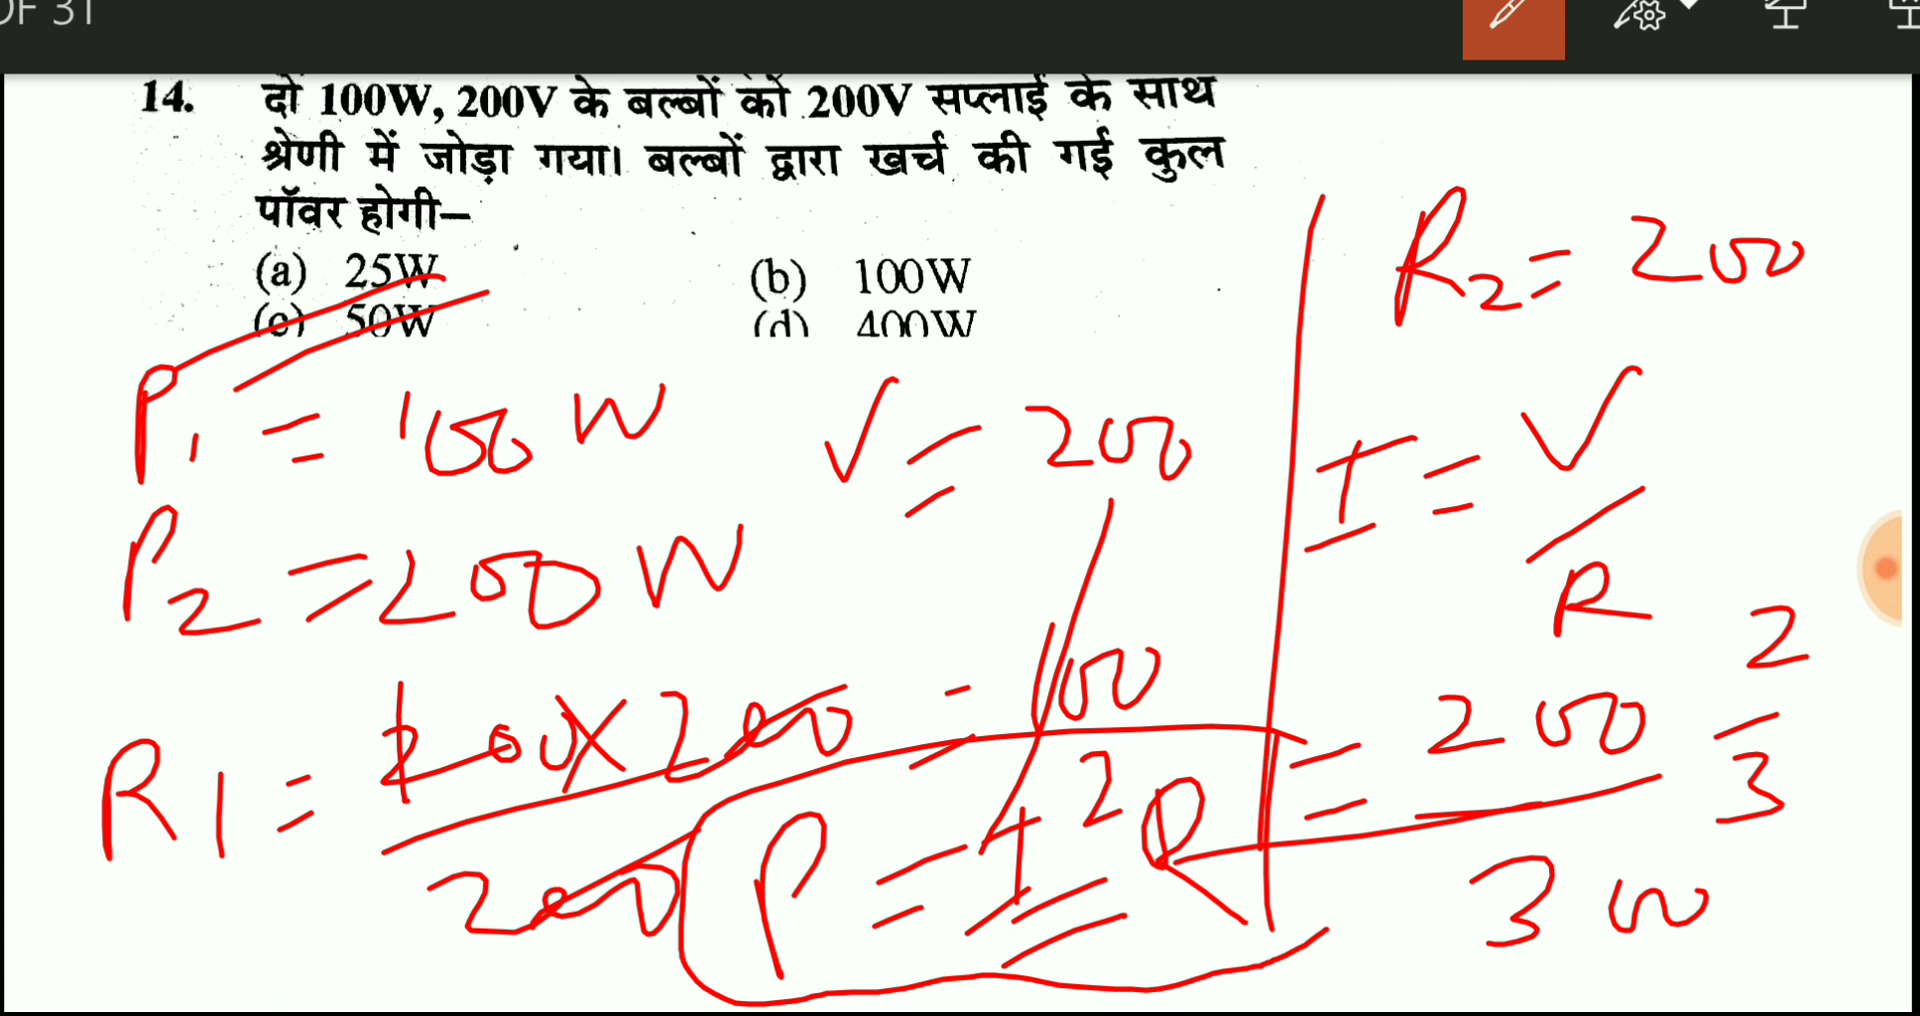 OF 31
14. दो 100W, 200V के बल्बों को 200V सप्लाई के साथ
श्रेणी में जोड़ा गया। बल्बों द्वारा खर्च की गई कुल
पॉवर होगी–
(a) 25W (b) 100W
(c) 50W (d) 400W
P1 = 100 W V = 200
P2 = 200 W
R1 = 200 X 200 = 100
200
P = I² R
R2 = 200
I = V
R
= 200 2
300 3